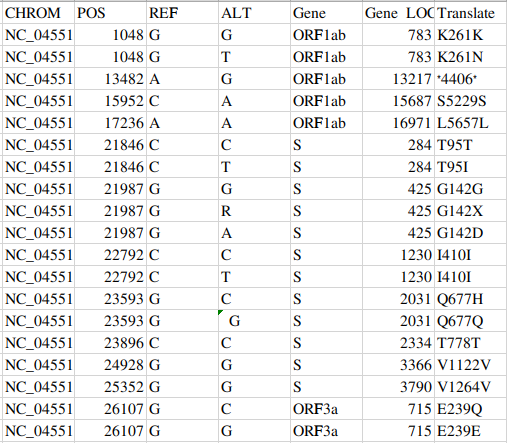 CHROM POS REF ALT Gene Gene LOC Translate
NC_04551 1048 G G ORF1ab 783 K261K
NC_04551 1048 G T ORF1ab 783 K261N
NC_04551 13482 A G ORF1ab 13217 *4406*
NC_04551 15952 C A ORF1ab 15687 S5229S
NC_04551 17236 A A ORF1ab 16971 L5657L
NC_04551 21846 C C S 284 T95T
NC_04551 21846 C T S 284 T95I
NC_04551 21987 G G S 425 G142G
NC_04551 21987 G R S 425 G142X
NC_04551 21987 G A S 425 G142D
NC_04551 22792 C C S 1230 I410I
NC_04551 22792 C T S 1230 I410I
NC_04551 23593 G C S 2031 Q677H
NC_04551 23593 G G S 2031 Q677Q
NC_04551 23896 C C S 2334 T778T
NC_04551 24928 G G S 3366 V1122V
NC_04551 25352 G G S 3790 V1264V
NC_04551 26107 G C ORF3a 715 E239Q
NC_04551 26107 G G ORF3a 715 E239E